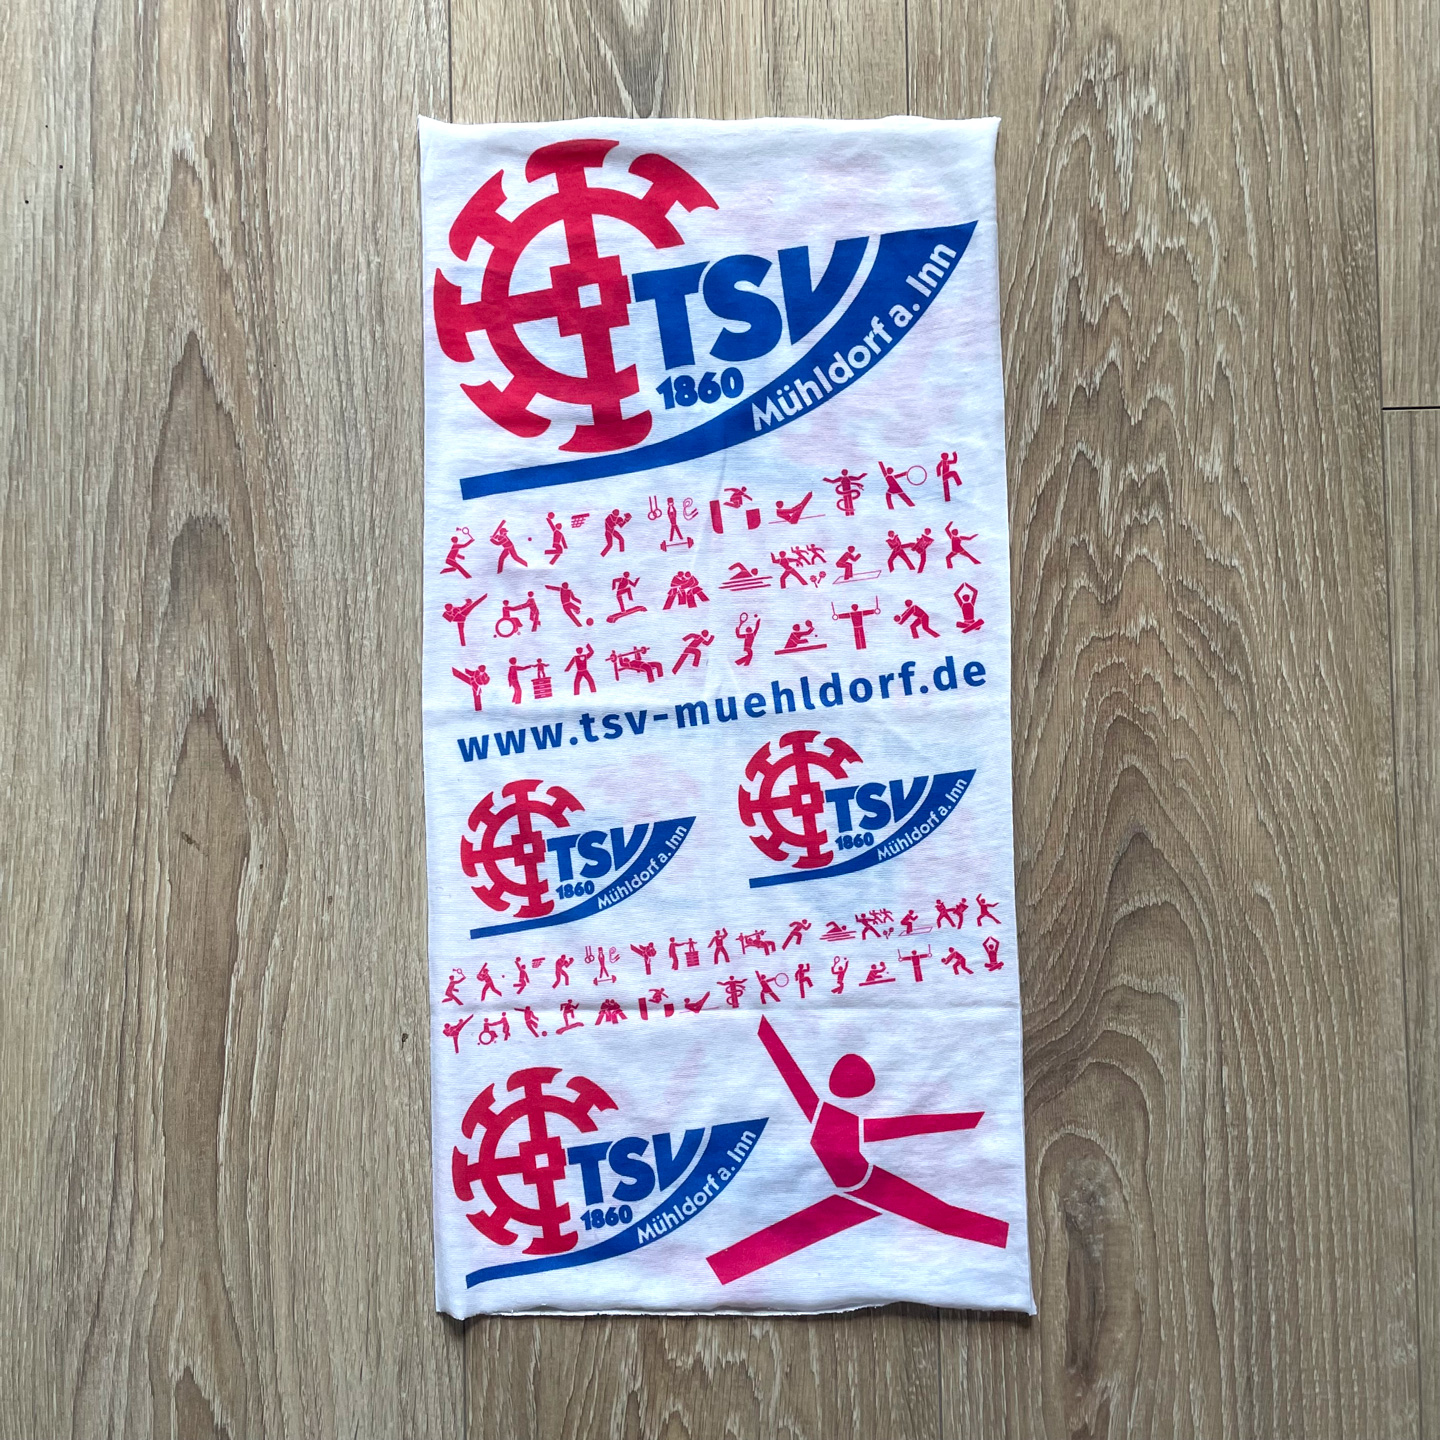 TSV
1860
Mühldorf a. Inn
www.tsv-muehldorf.de
TSV
1860
Mühldorf a. Inn
TSV
1860
Mühldorf a. Inn
TSV
1860
Mühldorf a. Inn